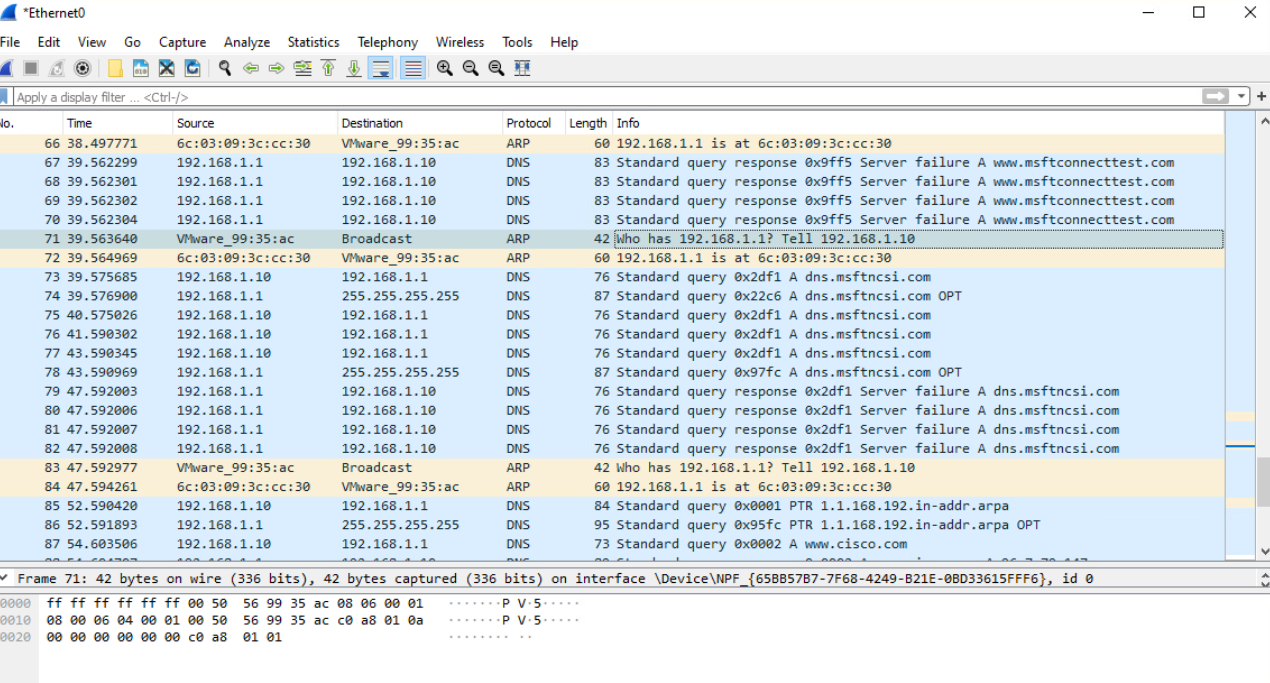 *Ethernet0
File Edit View Go Capture Analyze Statistics Telephony Wireless Tools Help
Apply a display filter ... <Ctrl-/>
No. Time Source Destination Protocol Length Info
66 38.497771 6c:03:09:3c:cc:30 VMware_99:35:ac ARP 60 192.168.1.1 is at 6c:03:09:3c:cc:30
67 39.562299 192.168.1.1 192.168.1.10 DNS 83 Standard query response 0x9ff5 Server failure A www.msftconnecttest.com
68 39.562301 192.168.1.1 192.168.1.10 DNS 83 Standard query response 0x9ff5 Server failure A www.msftconnecttest.com
69 39.562302 192.168.1.1 192.168.1.10 DNS 83 Standard query response 0x9ff5 Server failure A www.msftconnecttest.com
70 39.562304 192.168.1.1 192.168.1.10 DNS 83 Standard query response 0x9ff5 Server failure A www.msftconnecttest.com
71 39.563640 VMware_99:35:ac Broadcast ARP 42 Who has 192.168.1.1? Tell 192.168.1.10
72 39.564969 6c:03:09:3c:cc:30 VMware_99:35:ac ARP 60 192.168.1.1 is at 6c:03:09:3c:cc:30
73 39.575685 192.168.1.10 192.168.1.1 DNS 76 Standard query 0x2df1 A dns.msftncsi.com
74 39.576900 192.168.1.1 255.255.255.255 DNS 87 Standard query 0x22c6 A dns.msftncsi.com OPT
75 40.575026 192.168.1.10 192.168.1.1 DNS 76 Standard query 0x2df1 A dns.msftncsi.com
76 41.590302 192.168.1.10 192.168.1.1 DNS 76 Standard query 0x2df1 A dns.msftncsi.com
77 43.590345 192.168.1.10 192.168.1.1 DNS 76 Standard query 0x2df1 A dns.msftncsi.com
78 43.590969 192.168.1.1 255.255.255.255 DNS 87 Standard query 0x97fc A dns.msftncsi.com OPT
79 47.592003 192.168.1.1 192.168.1.10 DNS 76 Standard query response 0x2df1 Server failure A dns.msftncsi.com
80 47.592006 192.168.1.1 192.168.1.10 DNS 76 Standard query response 0x2df1 Server failure A dns.msftncsi.com
81 47.592007 192.168.1.1 192.168.1.10 DNS 76 Standard query response 0x2df1 Server failure A dns.msftncsi.com
82 47.592008 192.168.1.1 192.168.1.10 DNS 76 Standard query response 0x2df1 Server failure A dns.msftncsi.com
83 47.592977 VMware_99:35:ac Broadcast ARP 42 Who has 192.168.1.1? Tell 192.168.1.10
84 47.594261 6c:03:09:3c:cc:30 VMware_99:35:ac ARP 60 192.168.1.1 is at 6c:03:09:3c:cc:30
85 52.590420 192.168.1.10 192.168.1.1 DNS 84 Standard query 0x0001 PTR 1.1.168.192.in-addr.arpa
86 52.591893 192.168.1.1 255.255.255.255 DNS 95 Standard query 0x95fc PTR 1.1.168.192.in-addr.arpa OPT
87 54.603506 192.168.1.10 192.168.1.1 DNS 73 Standard query 0x0002 A www.cisco.com
Frame 71: 42 bytes on wire (336 bits), 42 bytes captured (336 bits) on interface \Device\NPF_{65BB57B7-7F68-4249-B21E-0BD33615FFF6}, id 0
0000 ff ff ff ff ff ff 00 50 56 99 35 ac 08 06 00 01 ·······P V·5·····
0010 08 00 06 04 00 01 00 50 56 99 35 ac c0 a8 01 0a ·······P V·5·····
0020 00 00 00 00 00 00 c0 a8 01 01 ········ ··